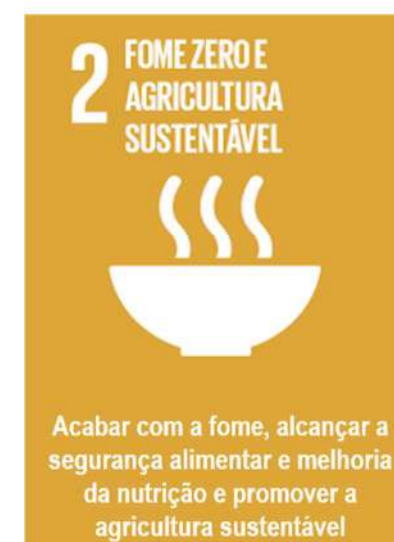 2 FOME ZERO E
AGRICULTURA
SUSTENTÁVEL
Acabar com a fome, alcançar a
segurança alimentar e melhoria
da nutrição e promover a
agricultura sustentável